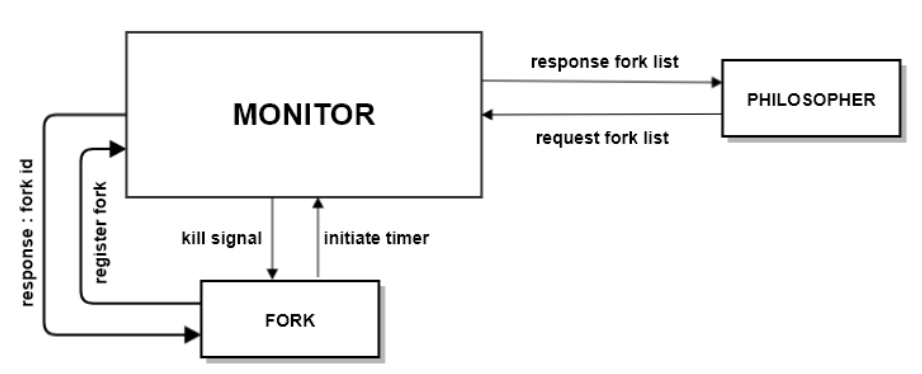 response fork list
MONITOR
PHILOSOPHER
request fork list
response : fork id
register fork
kill signal
initiate timer
FORK